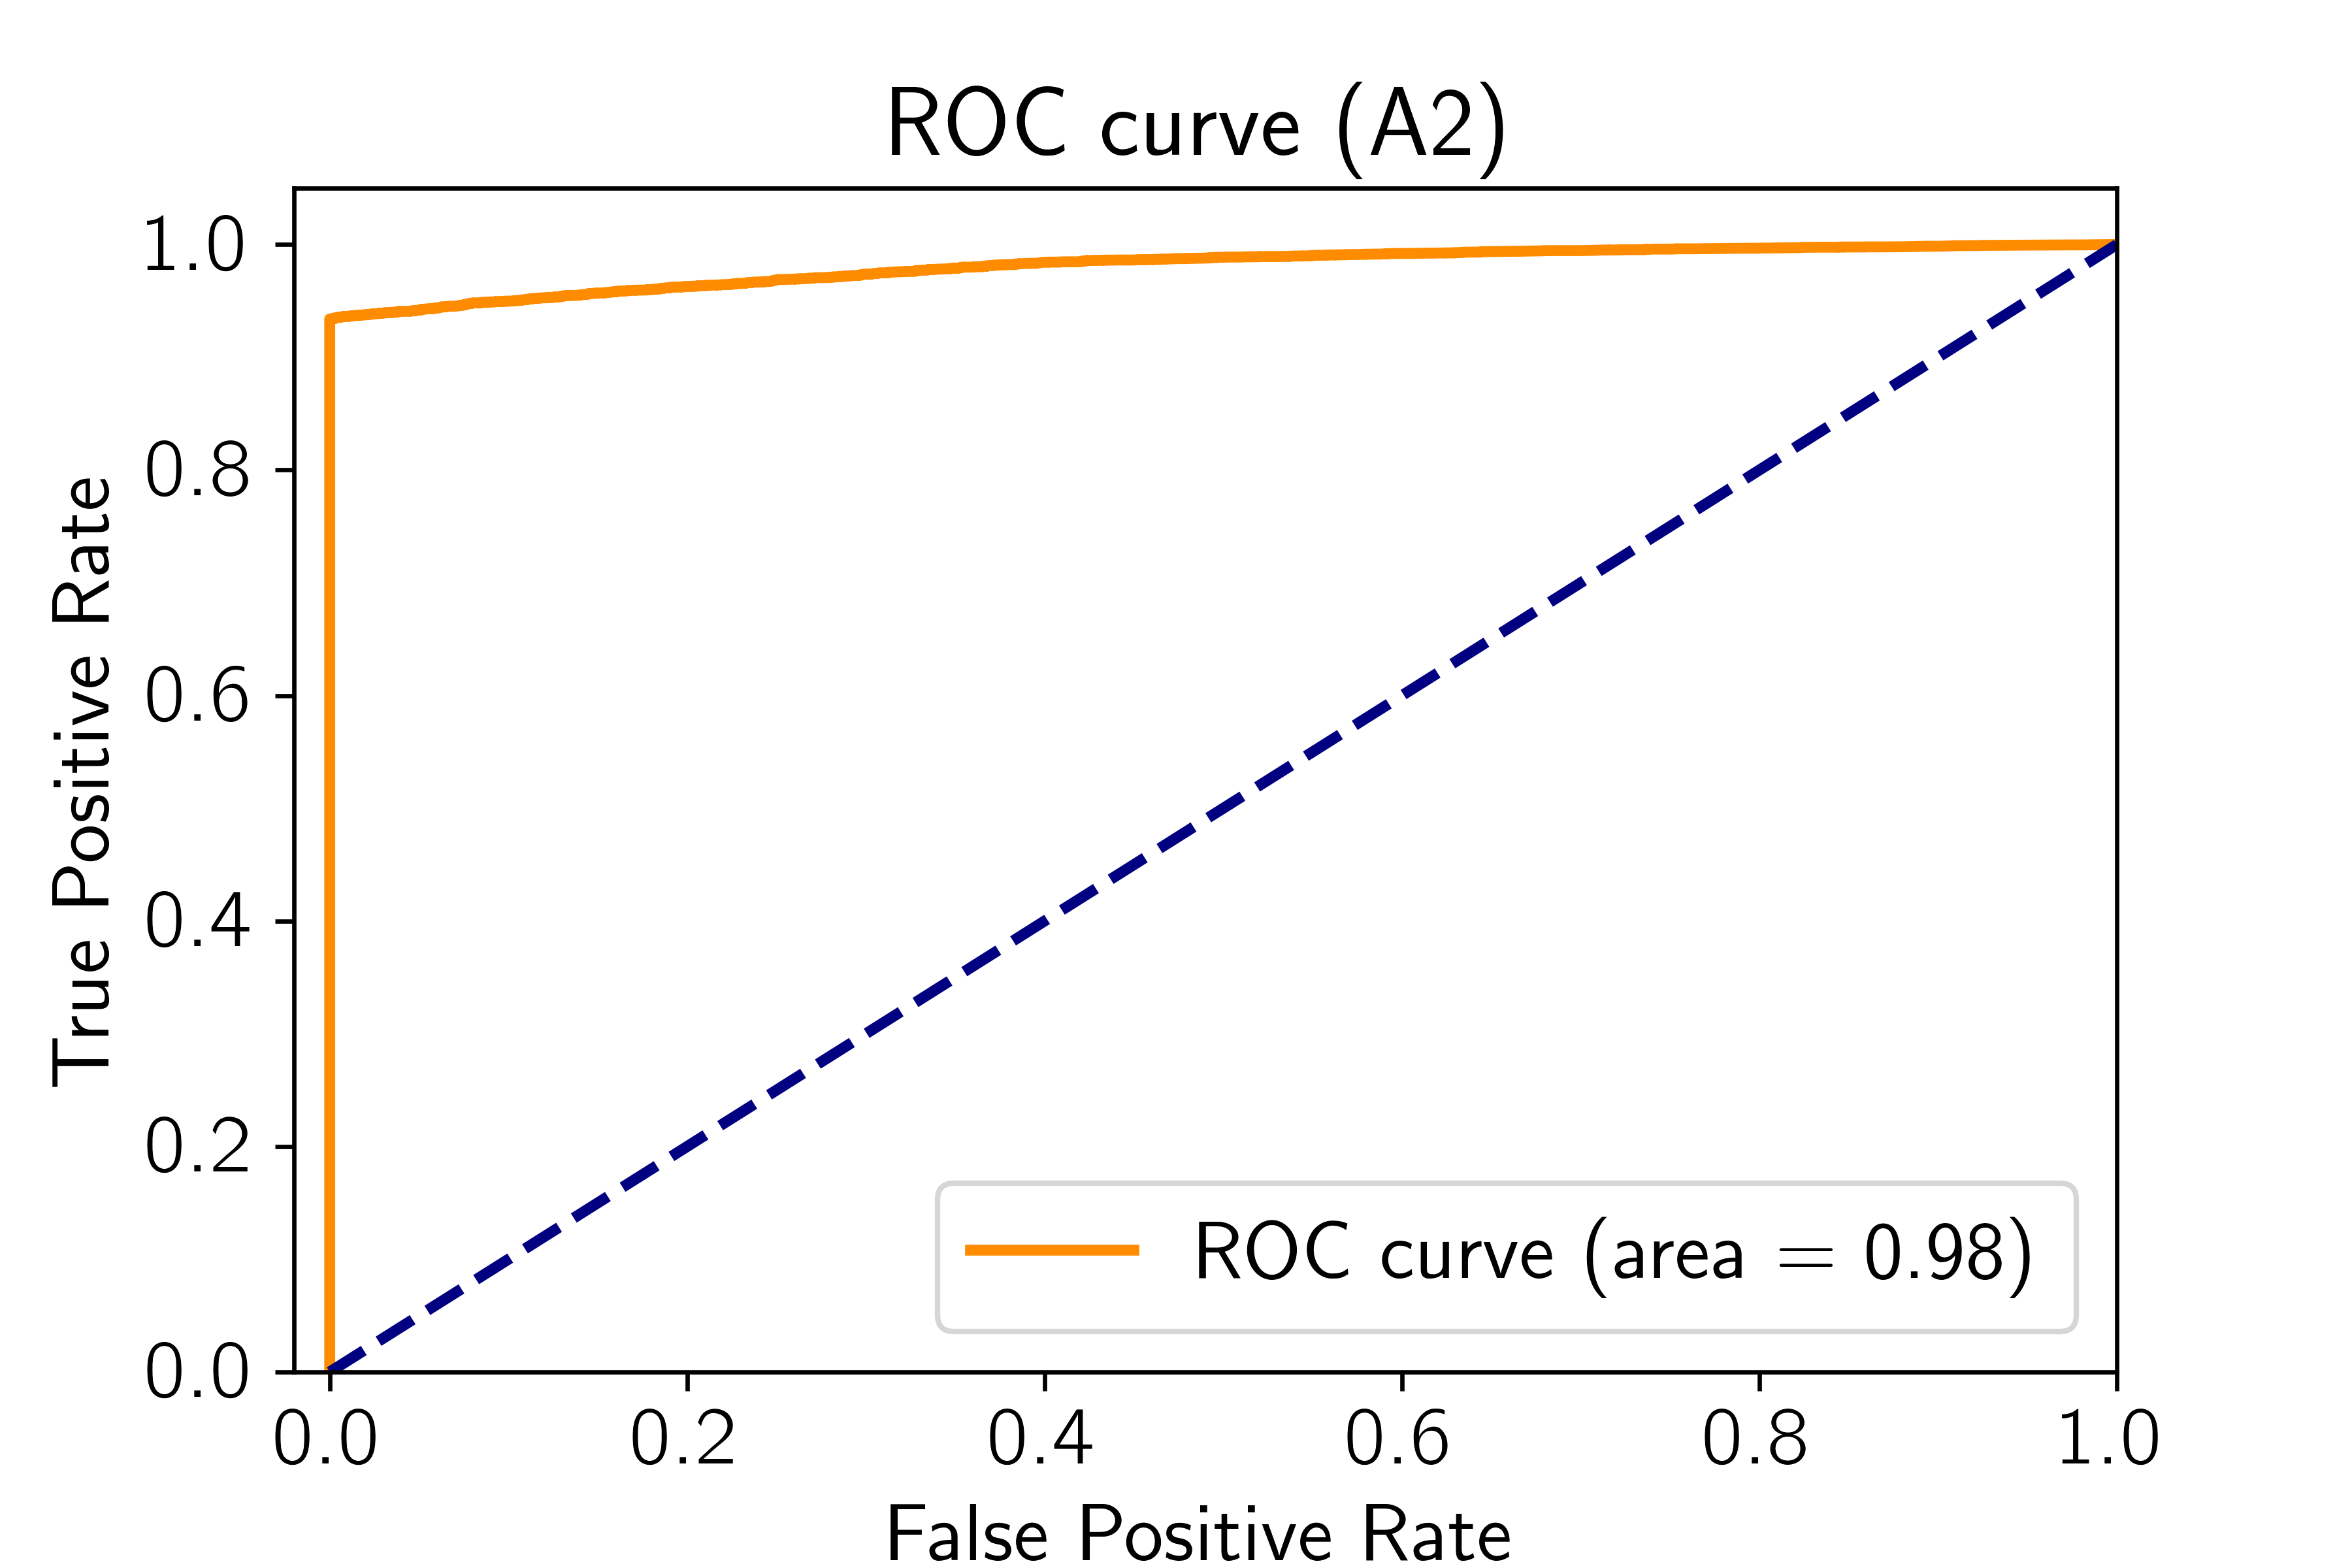 ROC curve (A2)
True Positive Rate
1.0
0.8
0.6
0.4
0.2
0.0
ROC curve (area = 0.98)
0.0 0.2 0.4 0.6 0.8 1.0
False Positive Rate